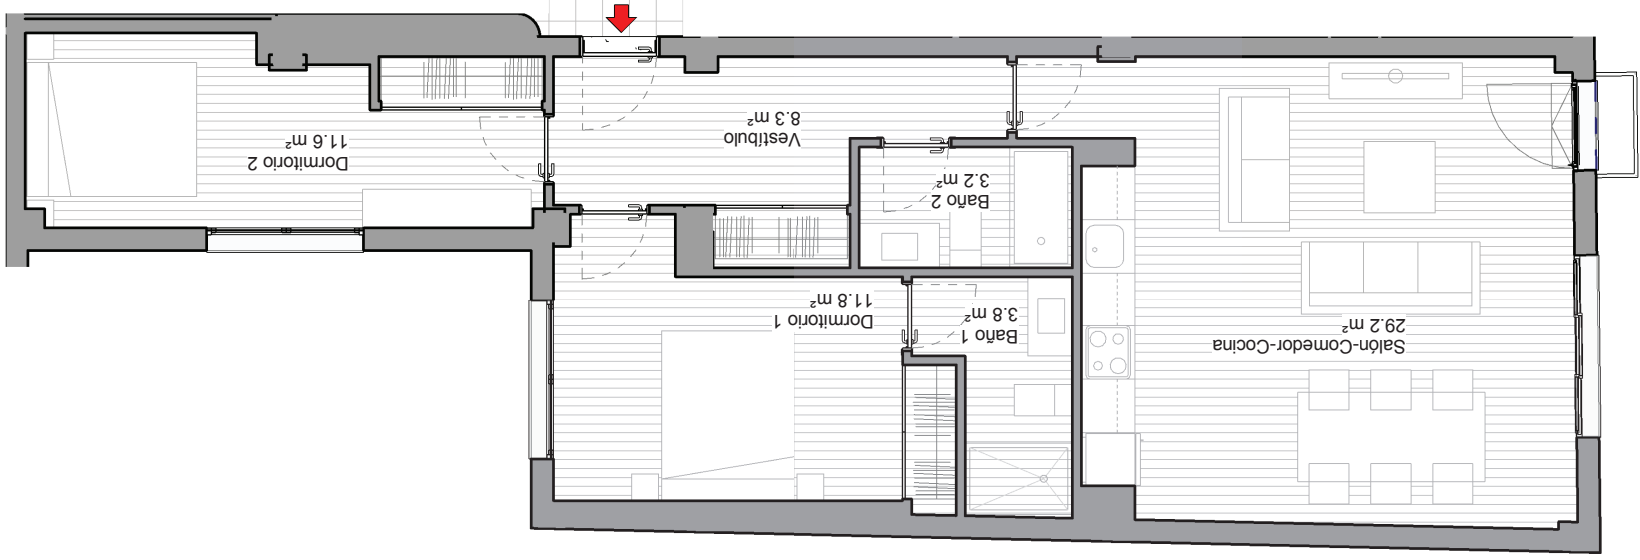 Salón-Comedor-Cocina
29.2 m²
Baño 1
3.8 m²
Dormitorio 1
11.8 m²
Baño 2
3.2 m²
Vestíbulo
8.3 m²
Dormitorio 2
11.6 m²